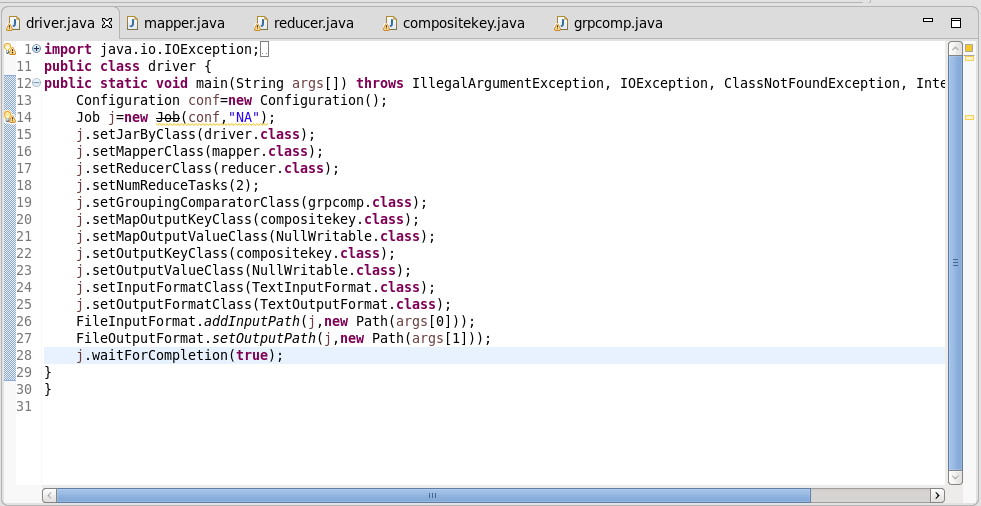 driver.java mapper.java reducer.java compositekey.java grpcomp.java
1 import java.io.IOException;
11 public class driver {
12 public static void main(String args[]) throws IllegalArgumentException, IOException, ClassNotFoundException, Inte
13 Configuration conf=new Configuration();
14 Job j=new Job(conf,"NA");
15 j.setJarByClass(driver.class);
16 j.setMapperClass(mapper.class);
17 j.setReducerClass(reducer.class);
18 j.setNumReduceTasks(2);
19 j.setGroupingComparatorClass(grpcomp.class);
20 j.setMapOutputKeyClass(compositekey.class);
21 j.setMapOutputValueClass(NullWritable.class);
22 j.setOutputKeyClass(compositekey.class);
23 j.setOutputValueClass(NullWritable.class);
24 j.setInputFormatClass(TextInputFormat.class);
25 j.setOutputFormatClass(TextOutputFormat.class);
26 FileInputFormat.addInputPath(j,new Path(args[0]));
27 FileOutputFormat.setOutputPath(j,new Path(args[1]));
28 j.waitForCompletion(true);
29 }
30 }
31